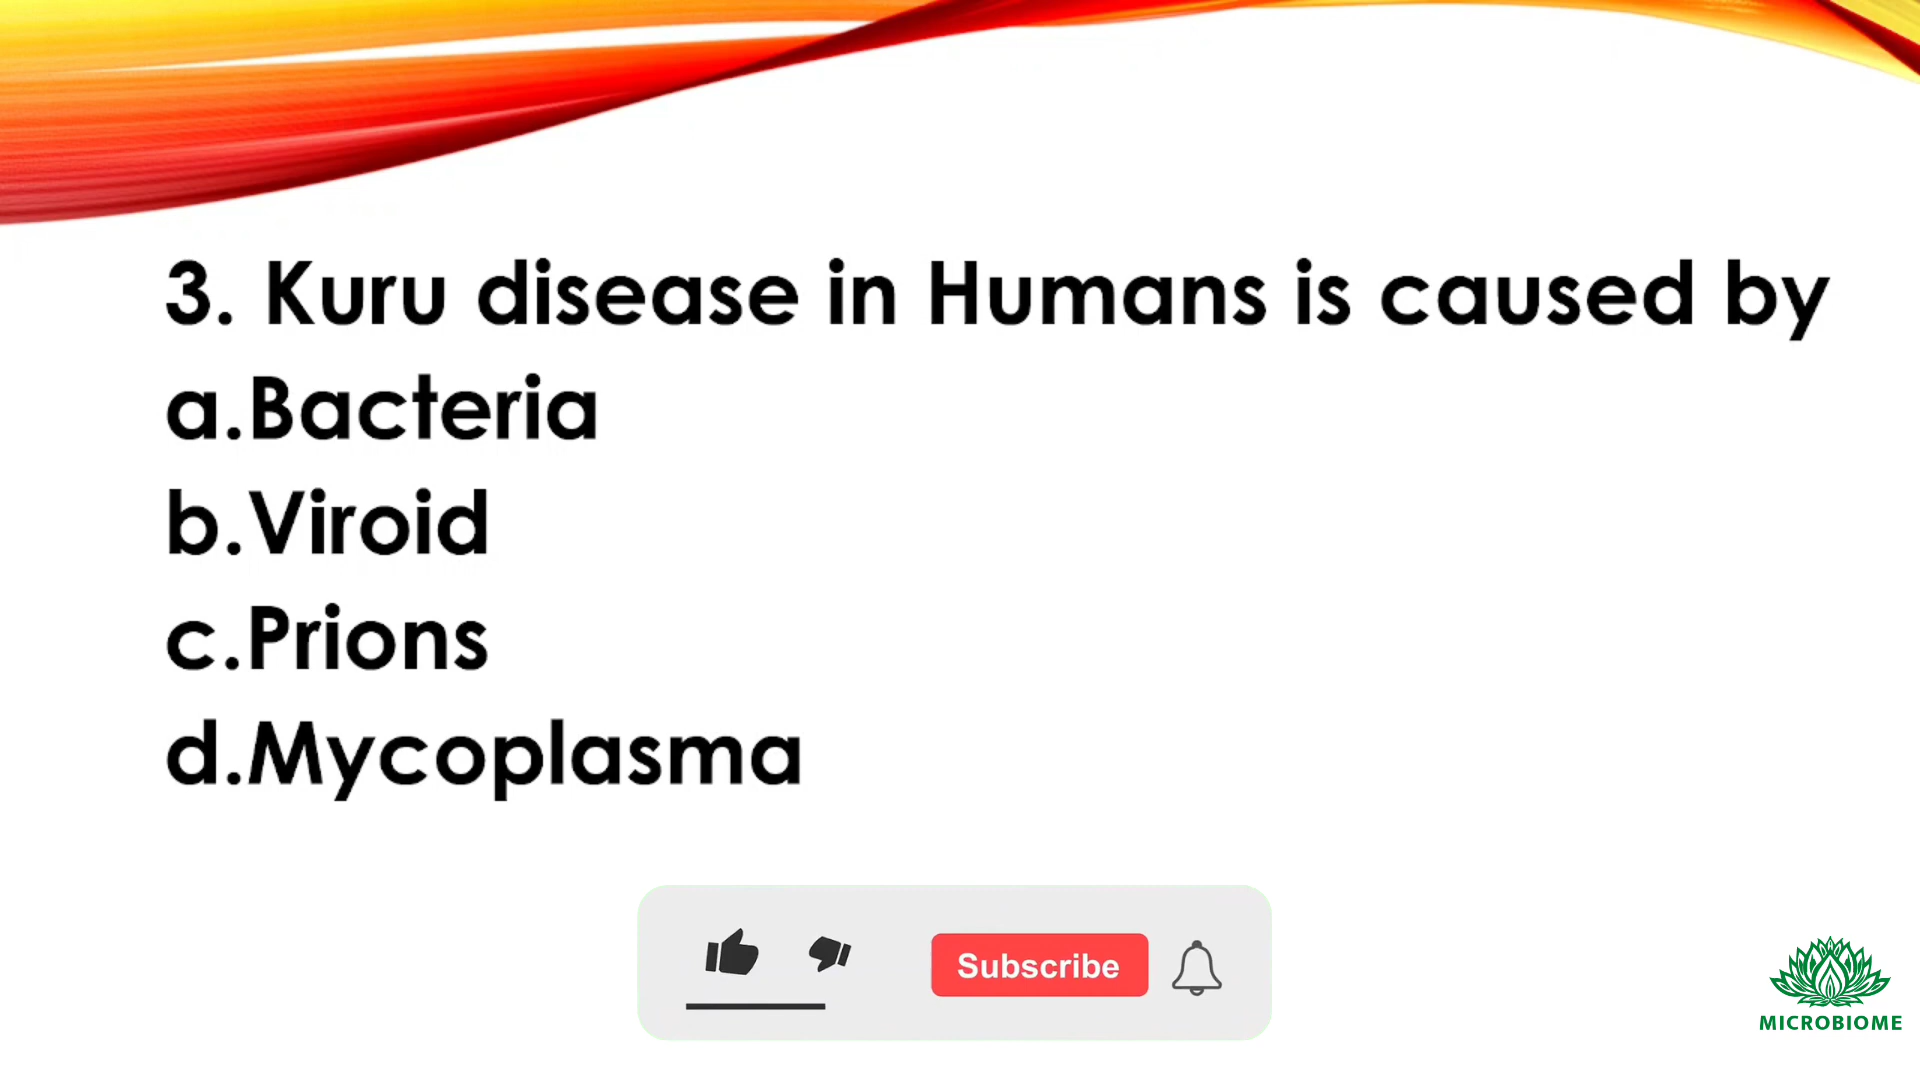 3. Kuru disease in Humans is caused by
a.Bacteria
b.Viroid
c.Prions
d.Mycoplasma
Subscribe
MICROBIOME